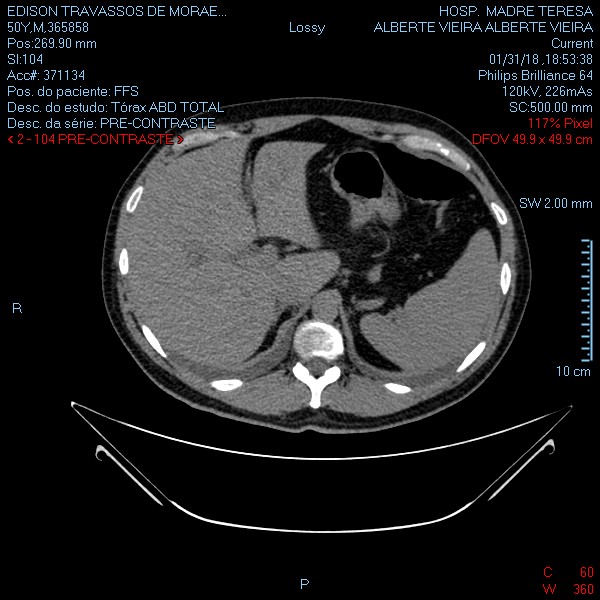 EDISON TRAVASSOS DE MORAE...
50Y,M,365858
Pos:269.90 mm
SI:104
Acc#: 371134
Pos. do paciente: FFS
Desc. do estudo: Tórax ABD TOTAL
Desc. da série: PRE-CONTRASTE
< 2 - 104 PRE-CONTRASTE >
Lossy
HOSP. MADRE TERESA
ALBERTE VIEIRA ALBERTE VIEIRA
Current
01/31/18 ,18:53:38
Philips Brilliance 64
120kV, 226mAs
SC:500.00 mm
117% Pixel
DFOV 49.9 x 49.9 cm
SW 2.00 mm
R
10 cm
P
C 60
W 360